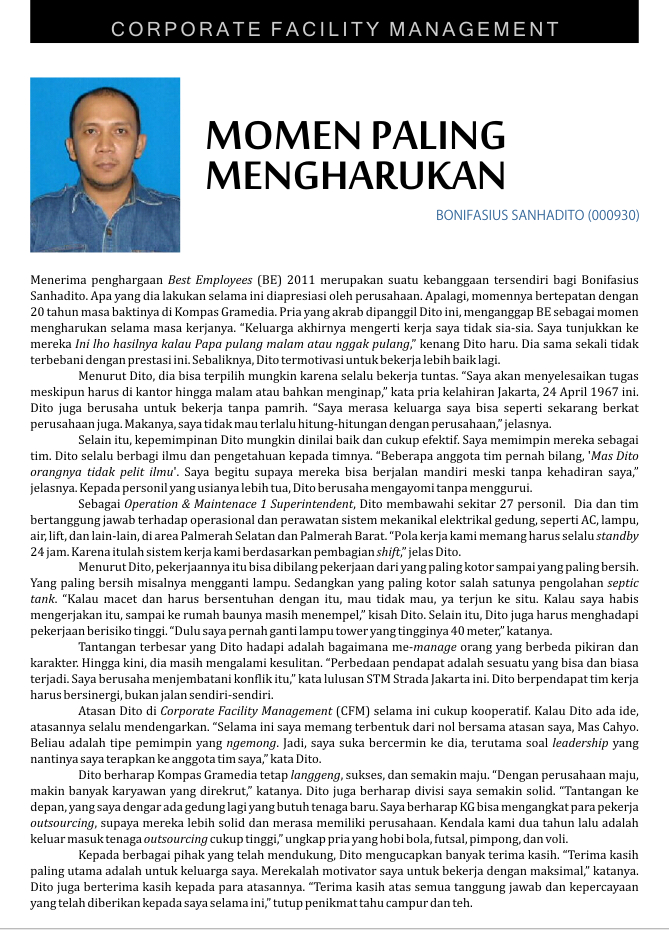 CORPORATE FACILITY MANAGEMENT
MOMEN PALING
MENGHARUKAN
BONIFASIUS SANHADITO (000930)
Menerima penghargaan Best Employees (BE) 2011 merupakan suatu kebanggaan tersendiri bagi Bonifasius
Sanhadito. Apa yang dia lakukan selama ini diapresiasi oleh perusahaan. Apalagi, momennya bertepatan dengan
20 tahun masa baktinya di Kompas Gramedia. Pria yang akrab dipanggil Dito ini, menganggap BE sebagai momen
mengharukan selama masa kerjanya. “Keluarga akhirnya mengerti kerja saya tidak sia-sia. Saya tunjukkan ke
mereka Ini lho hasilnya kalau Papa pulang malam atau nggak pulang,” kenang Dito haru. Dia sama sekali tidak
terbebani dengan prestasi ini. Sebaliknya, Dito termotivasi untuk bekerja lebih baik lagi.
Menurut Dito, dia bisa terpilih mungkin karena selalu bekerja tuntas. “Saya akan menyelesaikan tugas
meskipun harus di kantor hingga malam atau bahkan menginap,” kata pria kelahiran Jakarta, 24 April 1967 ini.
Dito juga berusaha untuk bekerja tanpa pamrih. “Saya merasa keluarga saya bisa seperti sekarang berkat
perusahaan juga. Makanya, saya tidak mau terlalu hitung-hitungan dengan perusahaan,” jelasnya.
Selain itu, kepemimpinan Dito mungkin dinilai baik dan cukup efektif. Saya memimpin mereka sebagai
tim. Dito selalu berbagi ilmu dan pengetahuan kepada timnya. “Beberapa anggota tim pernah bilang, 'Mas Dito
orangnya tidak pelit ilmu'. Saya begitu supaya mereka bisa berjalan mandiri meski tanpa kehadiran saya,”
jelasnya. Kepada personil yang usianya lebih tua, Dito berusaha mengayomi tanpa menggurui.
Sebagai Operation & Maintenace 1 Superintendent, Dito membawahi sekitar 27 personil. Dia dan tim
bertanggung jawab terhadap operasional dan perawatan sistem mekanikal elektrikal gedung, seperti AC, lampu,
air, lift, dan lain-lain, di area Palmerah Selatan dan Palmerah Barat. “Pola kerja kami memang harus selalu standby
24 jam. Karena itulah sistem kerja kami berdasarkan pembagian shift,” jelas Dito.
Menurut Dito, pekerjaannya itu bisa dibilang pekerjaan dari yang paling kotor sampai yang paling bersih.
Yang paling bersih misalnya mengganti lampu. Sedangkan yang paling kotor salah satunya pengolahan septic
tank. “Kalau macet dan harus bersentuhan dengan itu, mau tidak mau, ya terjun ke situ. Kalau saya habis
mengerjakan itu, sampai ke rumah baunya masih menempel,” kisah Dito. Selain itu, Dito juga harus menghadapi
pekerjaan berisiko tinggi. “Dulu saya pernah ganti lampu tower yang tingginya 40 meter,” katanya.
Tantangan terbesar yang Dito hadapi adalah bagaimana me-manage orang yang berbeda pikiran dan
karakter. Hingga kini, dia masih mengalami kesulitan. “Perbedaan pendapat adalah sesuatu yang bisa dan biasa
terjadi. Saya berusaha menjembatani konflik itu,” kata lulusan STM Strada Jakarta ini. Dito berpendapat tim kerja
harus bersinergi, bukan jalan sendiri-sendiri.
Atasan Dito di Corporate Facility Management (CFM) selama ini cukup kooperatif. Kalau Dito ada ide,
atasannya selalu mendengarkan. “Selama ini saya memang terbentuk dari nol bersama atasan saya, Mas Cahyo.
Beliau adalah tipe pemimpin yang ngemong. Jadi, saya suka bercermin ke dia, terutama soal leadership yang
nantinya saya terapkan ke anggota tim saya,” kata Dito.
Dito berharap Kompas Gramedia tetap langgeng, sukses, dan semakin maju. “Dengan perusahaan maju,
makin banyak karyawan yang direkrut,” katanya. Dito juga berharap divisi saya semakin solid. “Tantangan ke
depan, yang saya dengar ada gedung lagi yang butuh tenaga baru. Saya berharap KG bisa mengangkat para pekerja
outsourcing, supaya mereka lebih solid dan merasa memiliki perusahaan. Kendala kami dua tahun lalu adalah
keluar masuk tenaga outsourcing cukup tinggi,” ungkap pria yang hobi bola, futsal, pimpong, dan voli.
Kepada berbagai pihak yang telah mendukung, Dito mengucapkan banyak terima kasih. “Terima kasih
paling utama adalah untuk keluarga saya. Merekalah motivator saya untuk bekerja dengan maksimal,” katanya.
Dito juga berterima kasih kepada para atasannya. “Terima kasih atas semua tanggung jawab dan kepercayaan
yang telah diberikan kepada saya selama ini,” tutup penikmat tahu campur dan teh.